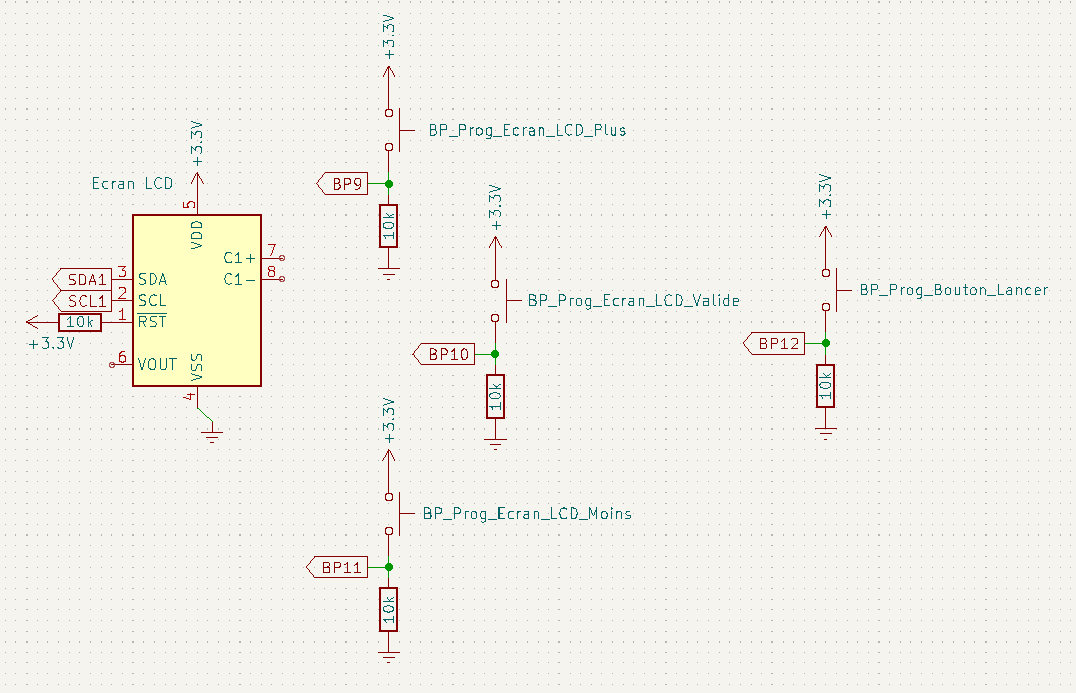 +3.3V
BP_Prog_Ecran_LCD_Plus
BP9
10k
Ecran LCD
+3.3V
5
VDD
C1+ 7
C1- 8
SDA1 3 SDA
SCL1 2 SCL
10k 1 RST
+3.3V
6 VOUT
VSS
4
+3.3V
BP_Prog_Ecran_LCD_Valide
BP10
10k
+3.3V
BP_Prog_Bouton_Lancer
BP12
10k
+3.3V
BP_Prog_Ecran_LCD_Moins
BP11
10k